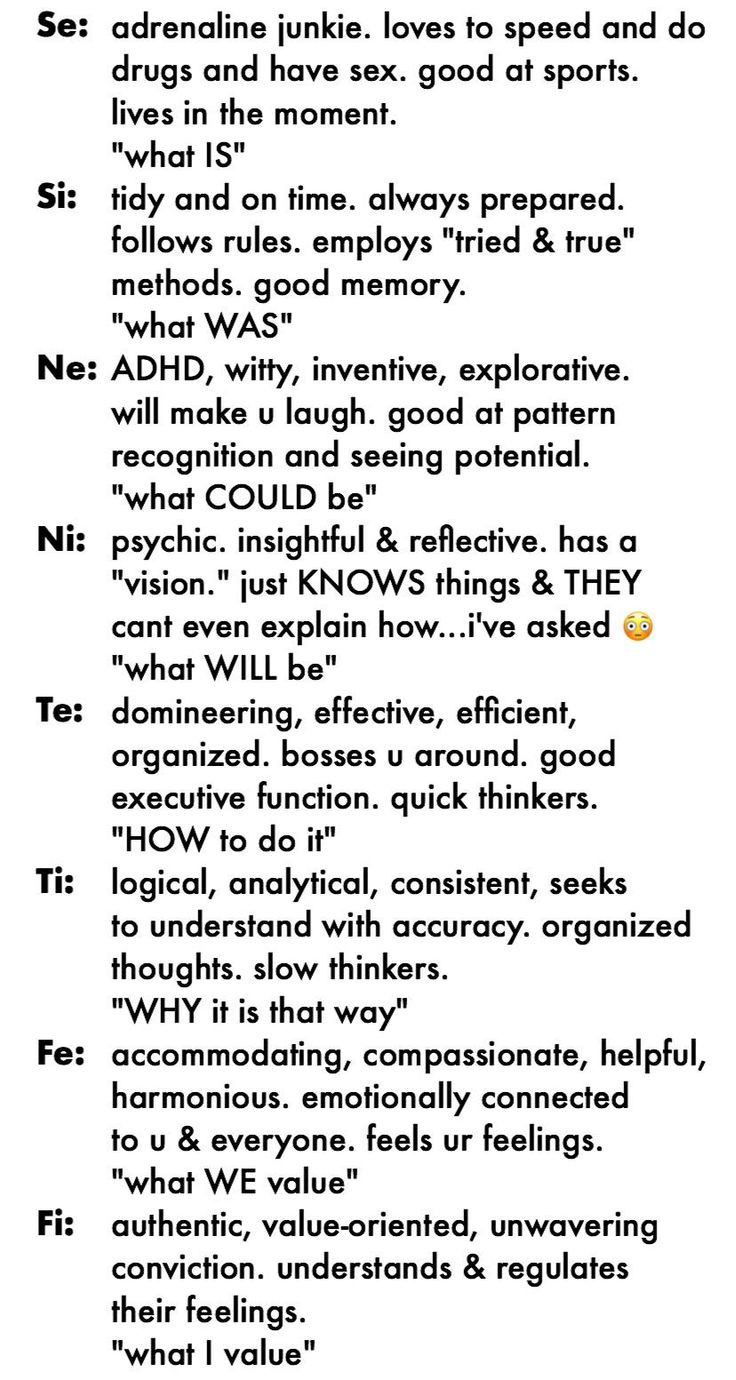 Se: adrenaline junkie. loves to speed and do
drugs and have sex. good at sports.
lives in the moment.
"what IS"
Si: tidy and on time. always prepared.
follows rules. employs "tried & true"
methods. good memory.
"what WAS"
Ne: ADHD, witty, inventive, explorative.
will make u laugh. good at pattern
recognition and seeing potential.
"what COULD be"
Ni: psychic. insightful & reflective. has a
"vision." just KNOWS things & THEY
cant even explain how...i've asked 😳
"what WILL be"
Te: domineering, effective, efficient,
organized. bosses u around. good
executive function. quick thinkers.
"HOW to do it"
Ti: logical, analytical, consistent, seeks
to understand with accuracy. organized
thoughts. slow thinkers.
"WHY it is that way"
Fe: accommodating, compassionate, helpful,
harmonious. emotionally connected
to u & everyone. feels ur feelings.
"what WE value"
Fi: authentic, value-oriented, unwavering
conviction. understands & regulates
their feelings.
"what I value"